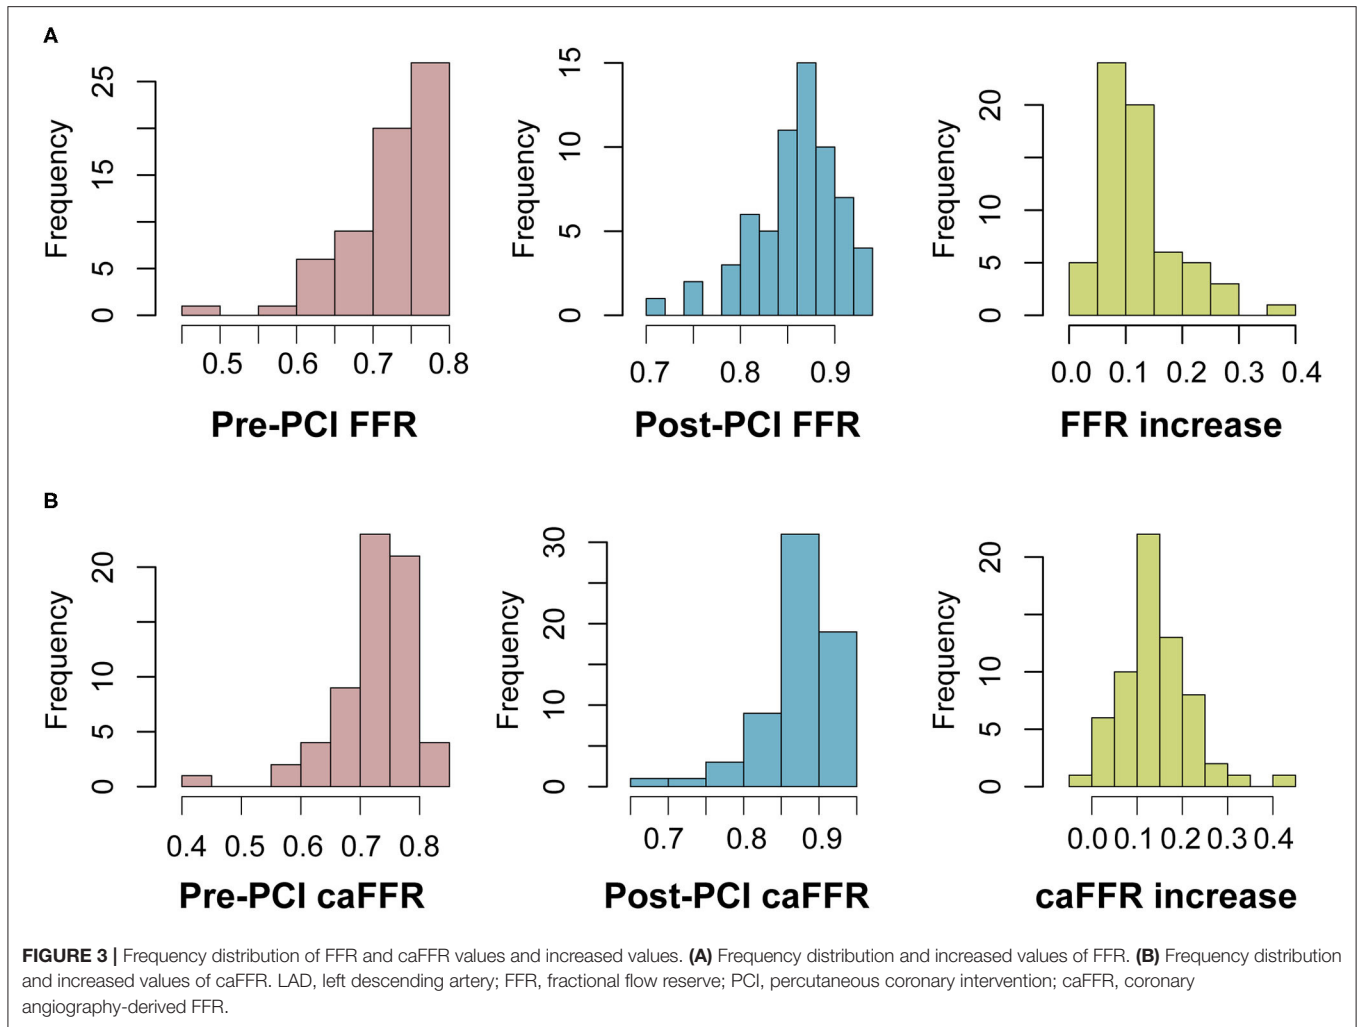 A
Frequency
0
5
15
25
0.5 0.6 0.7 0.8
Pre-PCI FFR
Frequency
0
5
10
15
0.7 0.8 0.9
Post-PCI FFR
Frequency
0
5
10
20
0.0 0.1 0.2 0.3 0.4
FFR increase
B
Frequency
0
5
10
20
0.4 0.5 0.6 0.7 0.8
Pre-PCI caFFR
Frequency
0
10
20
30
0.7 0.8 0.9
Post-PCI caFFR
Frequency
0
5
10
20
0.0 0.1 0.2 0.3 0.4
caFFR increase
FIGURE 3 | Frequency distribution of FFR and caFFR values and increased values. (A) Frequency distribution and increased values of FFR. (B) Frequency distribution
and increased values of caFFR. LAD, left descending artery; FFR, fractional flow reserve; PCI, percutaneous coronary intervention; caFFR, coronary
angiography-derived FFR.